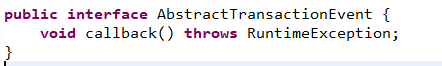 public interface AbstractTransactionEvent {
    void callback() throws RuntimeException;
}